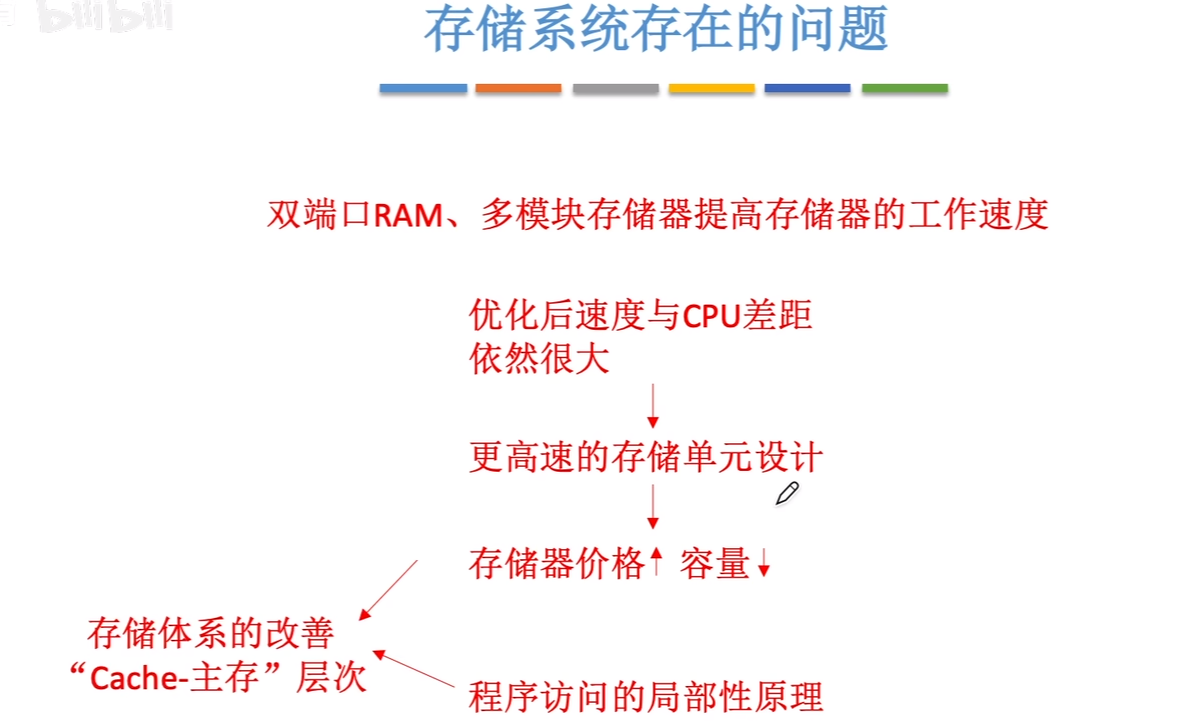 bilibili
存储系统存在的问题
双端口RAM、多模块存储器提高存储器的工作速度
优化后速度与CPU差距
依然很大
更高速的存储单元设计
存储器价格 容量
存储体系的改善
“Cache-主存”层次
程序访问的局部性原理